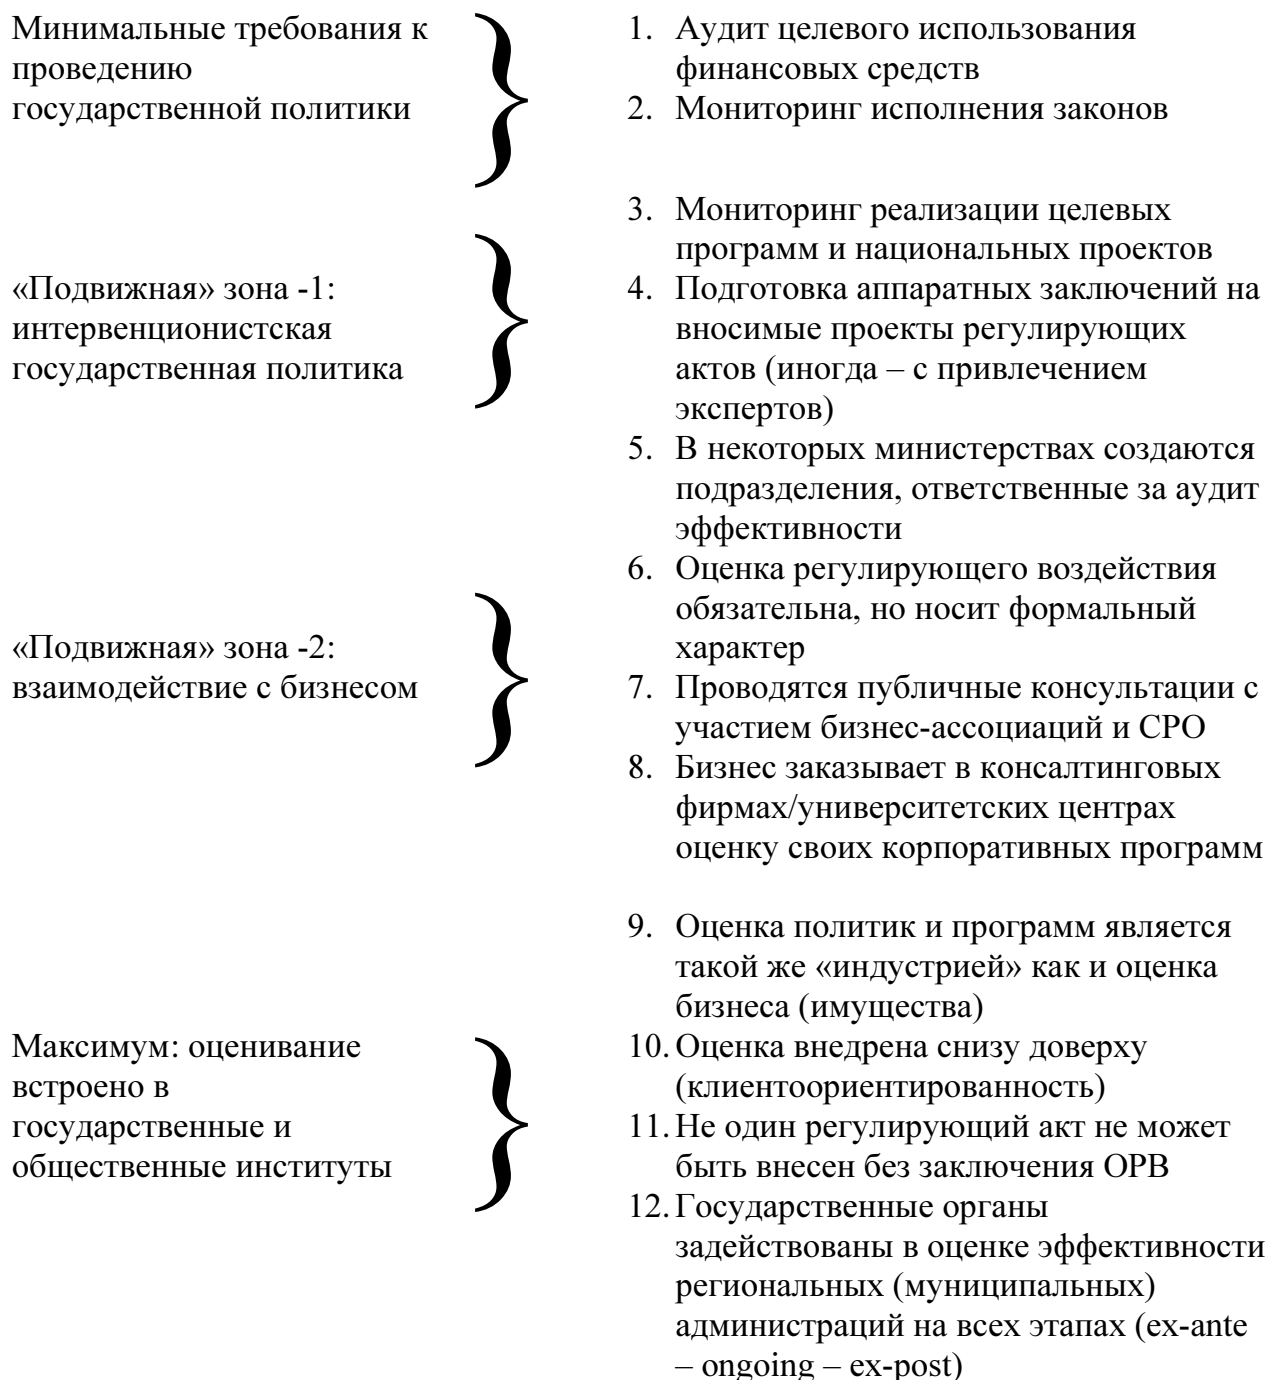 Минимальные требования к
проведению
государственной политики
1. Аудит целевого использования
финансовых средств
2. Мониторинг исполнения законов
«Подвижная» зона -1:
интервенционистская
государственная политика
3. Мониторинг реализации целевых
программ и национальных проектов
4. Подготовка аппаратных заключений на
вносимые проекты регулирующих
актов (иногда – с привлечением
экспертов)
5. В некоторых министерствах создаются
подразделения, ответственные за аудит
эффективности
«Подвижная» зона -2:
взаимодействие с бизнесом
6. Оценка регулирующего воздействия
обязательна, но носит формальный
характер
7. Проводятся публичные консультации с
участием бизнес-ассоциаций и СРО
8. Бизнес заказывает в консалтинговых
фирмах/университетских центрах
оценку своих корпоративных программ
Максимум: оценивание
встроено в
государственные и
общественные институты
9. Оценка политик и программ является
такой же «индустрией» как и оценка
бизнеса (имущества)
10. Оценка внедрена снизу доверху
(клиентоориентированность)
11. Не один регулирующий акт не может
быть внесен без заключения ОРВ
12. Государственные органы
задействованы в оценке эффективности
региональных (муниципальных)
администраций на всех этапах (ex-ante
– ongoing – ex-post)